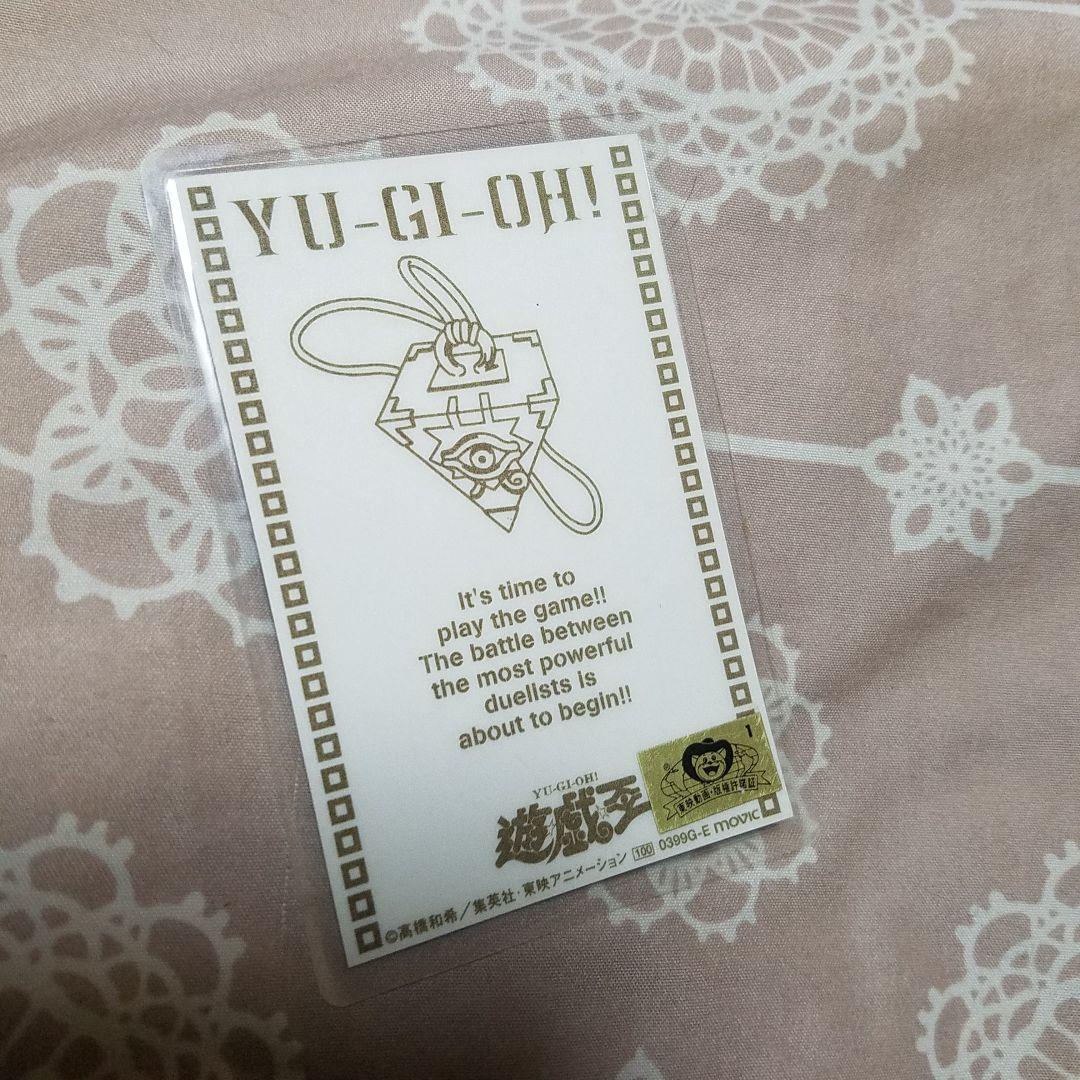 YU-GI-OH!
It's time to
play the game!!
The battle between
the most powerful
duelists is
about to begin!!
YU-GI-OH!
遊戯王
1
®
東映動画・版権許諾証
©高橋和希/集英社・東映アニメーション 100 0399G-E movic